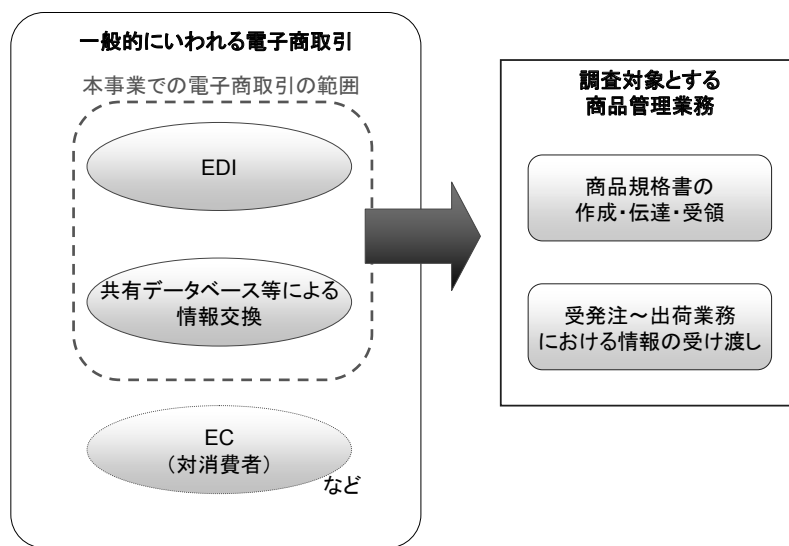 一般的にいわれる電子商取引
本事業での電子商取引の範囲
EDI
共有データベース等による
情報交換
EC
（対消費者）
など
調査対象とする
商品管理業務
商品規格書の
作成・伝達・受領
受発注～出荷業務
における情報の受け渡し